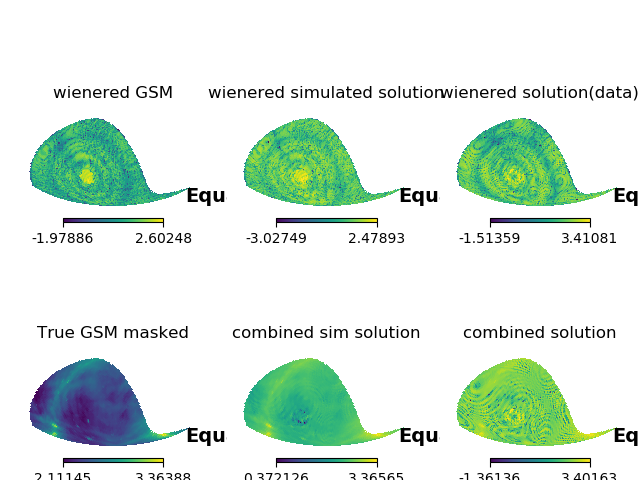 wienered GSM
wienered simulated solution
wienered solution(data)
Equ
Equ
Eq
-1.97886 2.60248
-3.02749 2.47893
-1.51359 3.41081
True GSM masked
combined sim solution
combined solution
Equ
Equ
Eq
2.11145 3.36388
0.372126 3.36565
-1.36136 3.40163